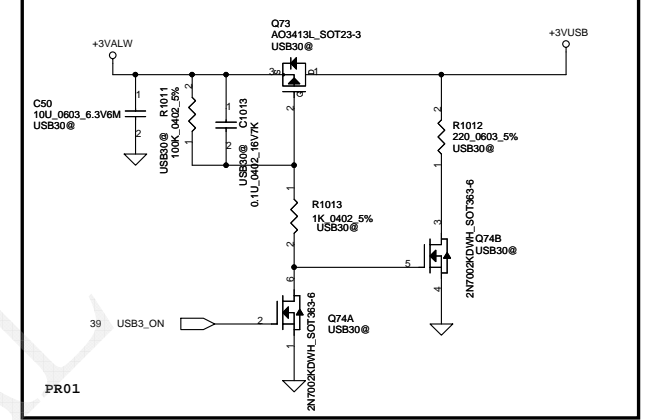 Q73
AO3413L_SOT23-3
USB30@
+3VALW
+3VUSB
3
S
D
1
G
2
C50
10U_0603_6.3V6M
USB30@
1
2
USB30@
R1011
100K_0402_5%
2
1
USB30@
C1013
0.1U_0402_16V7K
1
2
R1012
220_0603_5%
USB30@
2
1
R1013
1K_0402_5%
USB30@
1
2
Q74B
USB30@
2N7002KDWH_SOT363-6
3
5
4
39
USB3_ON
Q74A
USB30@
2N7002KDWH_SOT363-6
6
2
1
PR01